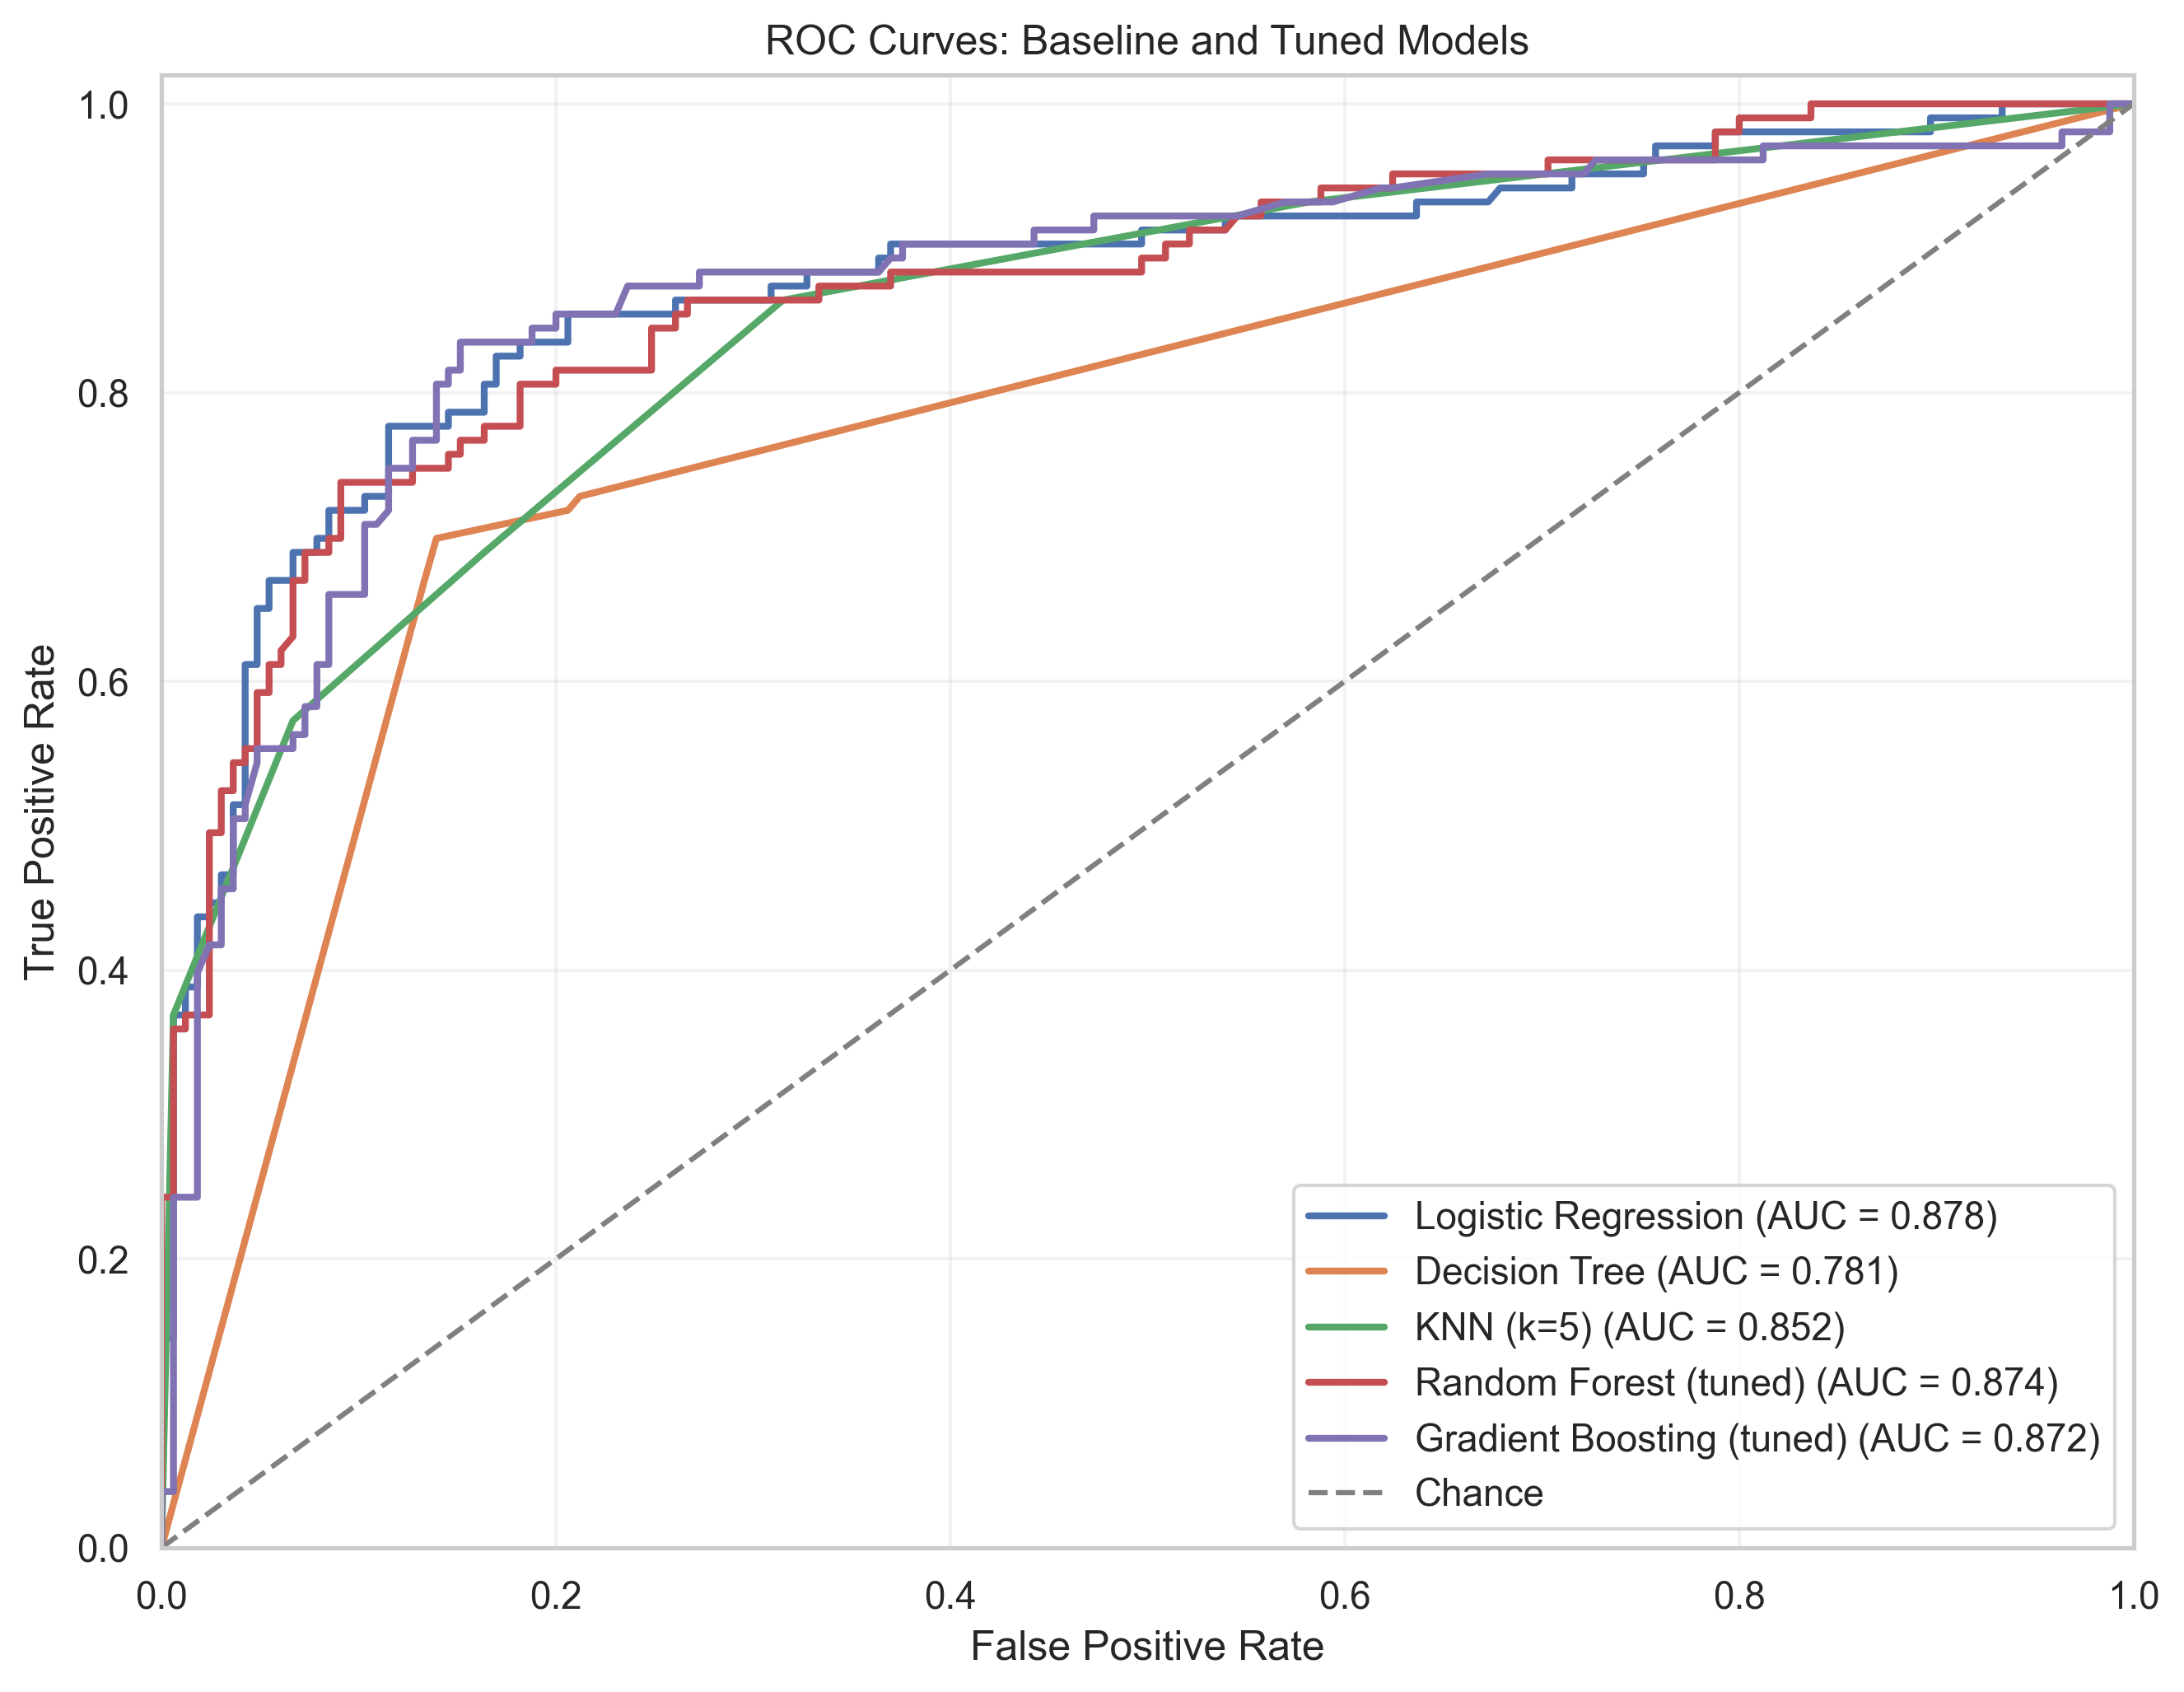 ROC Curves: Baseline and Tuned Models
1.0
0.8
0.6
0.4
0.2
0.0
True Positive Rate
Logistic Regression (AUC = 0.878)
Decision Tree (AUC = 0.781)
KNN (k=5) (AUC = 0.852)
Random Forest (tuned) (AUC = 0.874)
Gradient Boosting (tuned) (AUC = 0.872)
Chance
0.0 0.2 0.4 0.6 0.8 1.0
False Positive Rate